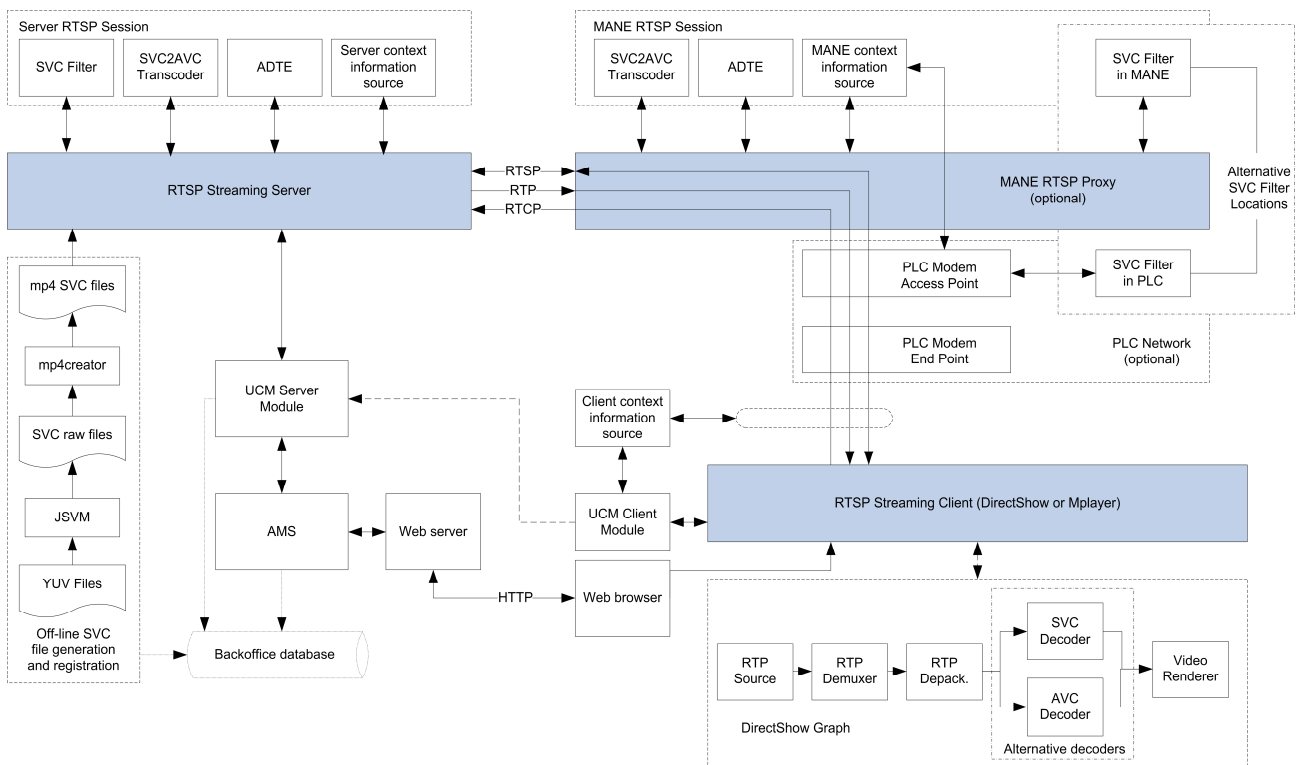 Server RTSP Session
SVC Filter
SVC2AVC
Transcoder
ADTE
Server context
information
source
RTSP Streaming Server
MANE RTSP Session
SVC2AVC
Transcoder
ADTE
MANE context
information
source
SVC Filter
in MANE
MANE RTSP Proxy
(optional)
Alternative
SVC Filter
Locations
RTSP
RTP
RTCP
PLC Modem
Access Point
SVC Filter
in PLC
PLC Modem
End Point
PLC Network
(optional)
mp4 SVC files
mp4creator
SVC raw files
JSVM
YUV Files
Off-line SVC
file generation
and registration
UCM Server
Module
AMS
Web server
Backoffice database
HTTP
Client context
information
source
UCM Client
Module
Web browser
RTSP Streaming Client (DirectShow or Mplayer)
RTP
Source
RTP
Demuxer
RTP
Depack.
SVC
Decoder
AVC
Decoder
Alternative decoders
Video
Renderer
DirectShow Graph